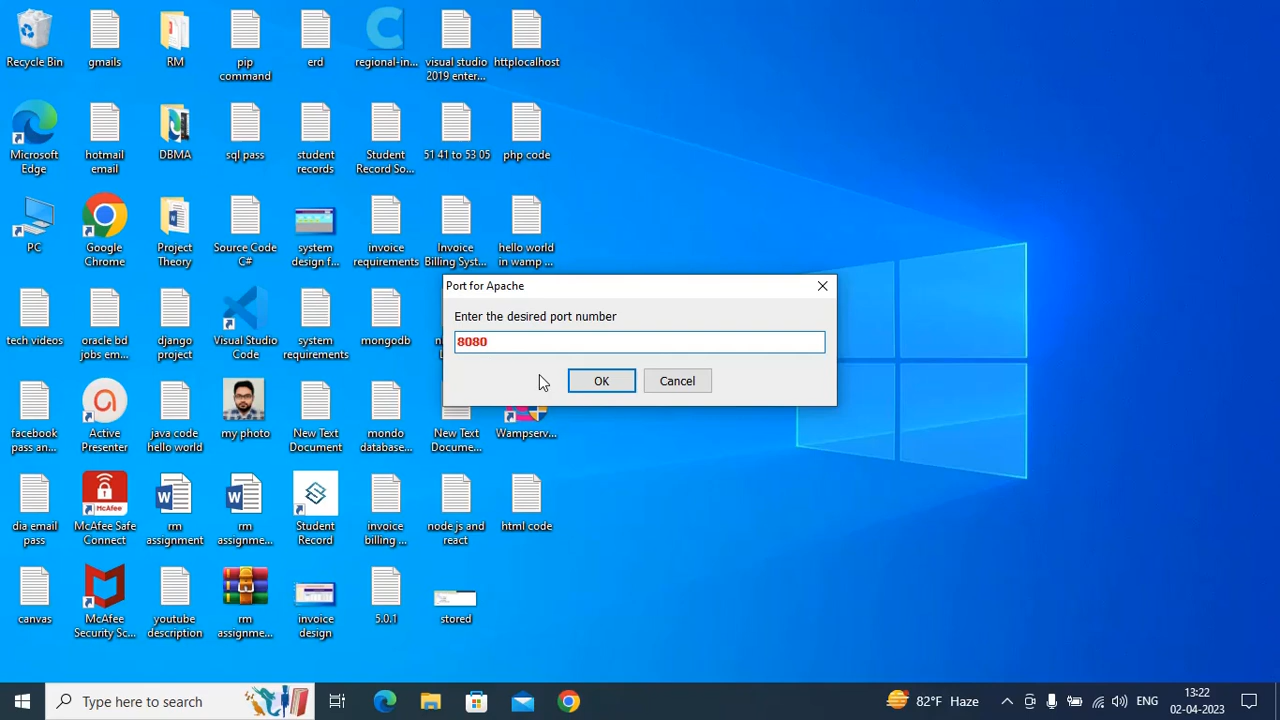 Recycle Bin
gmails
RM
pip
command
erd
regional-in...
visual studio
2019 enter...
httplocalhost
Microsoft
Edge
hotmail
email
DBMA
sql pass
student
records
Student
Record So...
51 41 to 53 05
php code
PC
Google
Chrome
Project
Theory
Source Code
C#
system
design f...
invoice
requirements
Invoice
Billing Syst...
hello world
in wamp ...
Port for Apache
Enter the desired port number
8080
OK
Cancel
tech videos
oracle bd
jobs em...
django
project
Visual Studio
Code
system
requirements
mongodb
facebook
pass an...
Active
Presenter
java code
hello world
my photo
New Text
Document
mondo
database...
New Text
Docume...
Wampserv...
dia email
pass
McAfee Safe
Connect
rm
assignment
rm
assignme...
Student
Record
invoice
billing ...
node js and
react
html code
canvas
McAfee
Security Sc...
youtube
description
rm
assignme...
invoice
design
5.0.1
stored
Type here to search
82°F Haze
ENG
13:22
02-04-2023